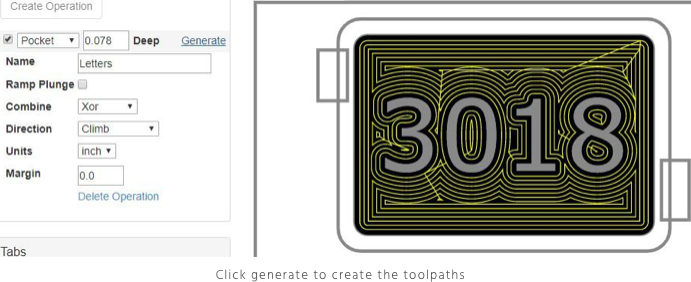 Create Operation
Pocket 0.078 Deep Generate
Name Letters
Ramp Plunge
Combine Xor
Direction Climb
Units inch
Margin 0.0
Delete Operation
Tabs
3018
Click generate to create the toolpaths